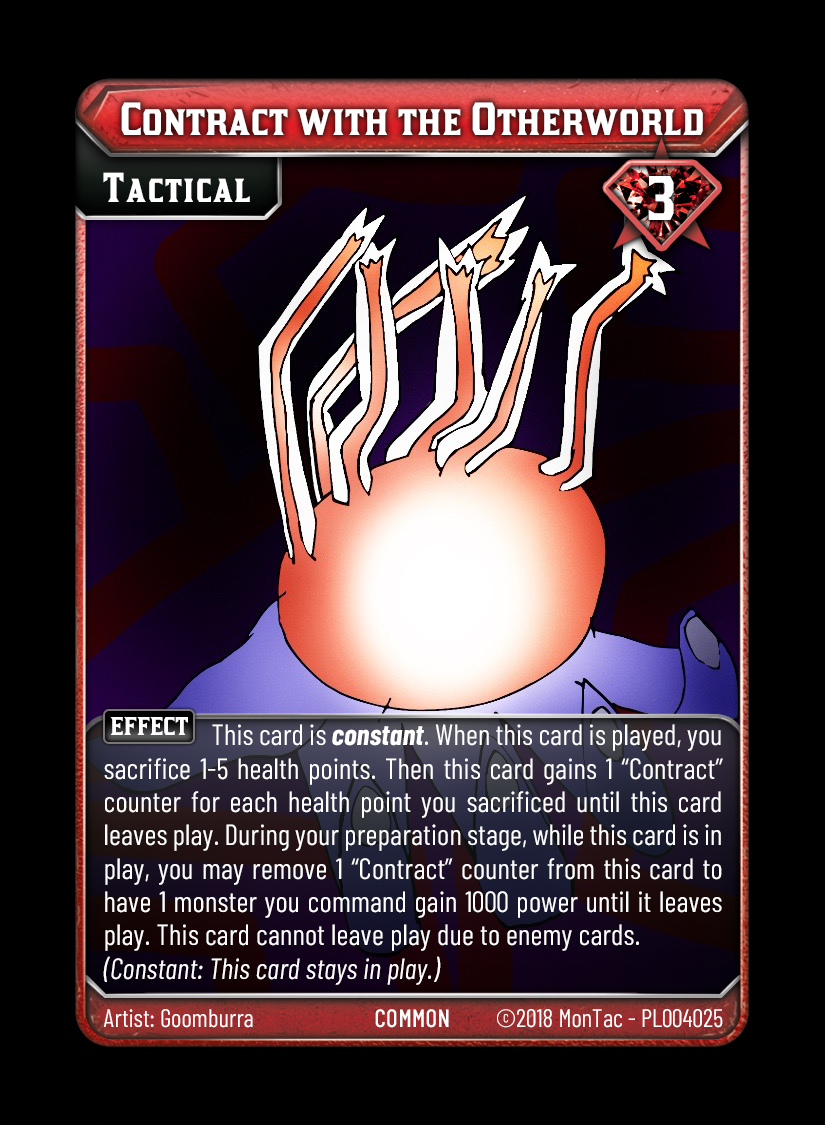 Contract with the Otherworld
Tactical
3
EFFECT This card is constant. When this card is played, you
sacrifice 1-5 health points. Then this card gains 1 "Contract"
counter for each health point you sacrificed until this card
leaves play. During your preparation stage, while this card is in
play, you may remove 1 "Contract" counter from this card to
have 1 monster you command gain 1000 power until it leaves
play. This card cannot leave play due to enemy cards.
(Constant: This card stays in play.)
Artist: Goomburra COMMON ©2018 MonTac - PL004025